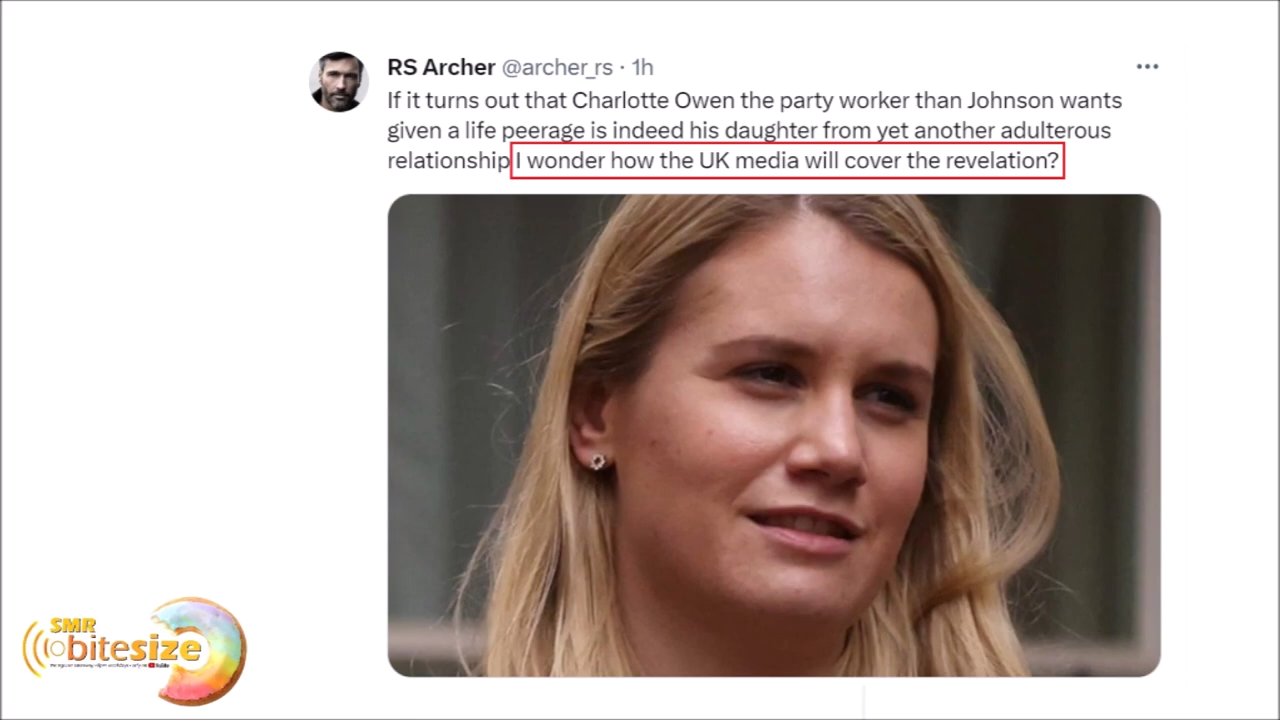 RS Archer @archer_rs · 1h
If it turns out that Charlotte Owen the party worker than Johnson wants
given a life peerage is indeed his daughter from yet another adulterous
relationship I wonder how the UK media will cover the revelation?
SMR
bitesize